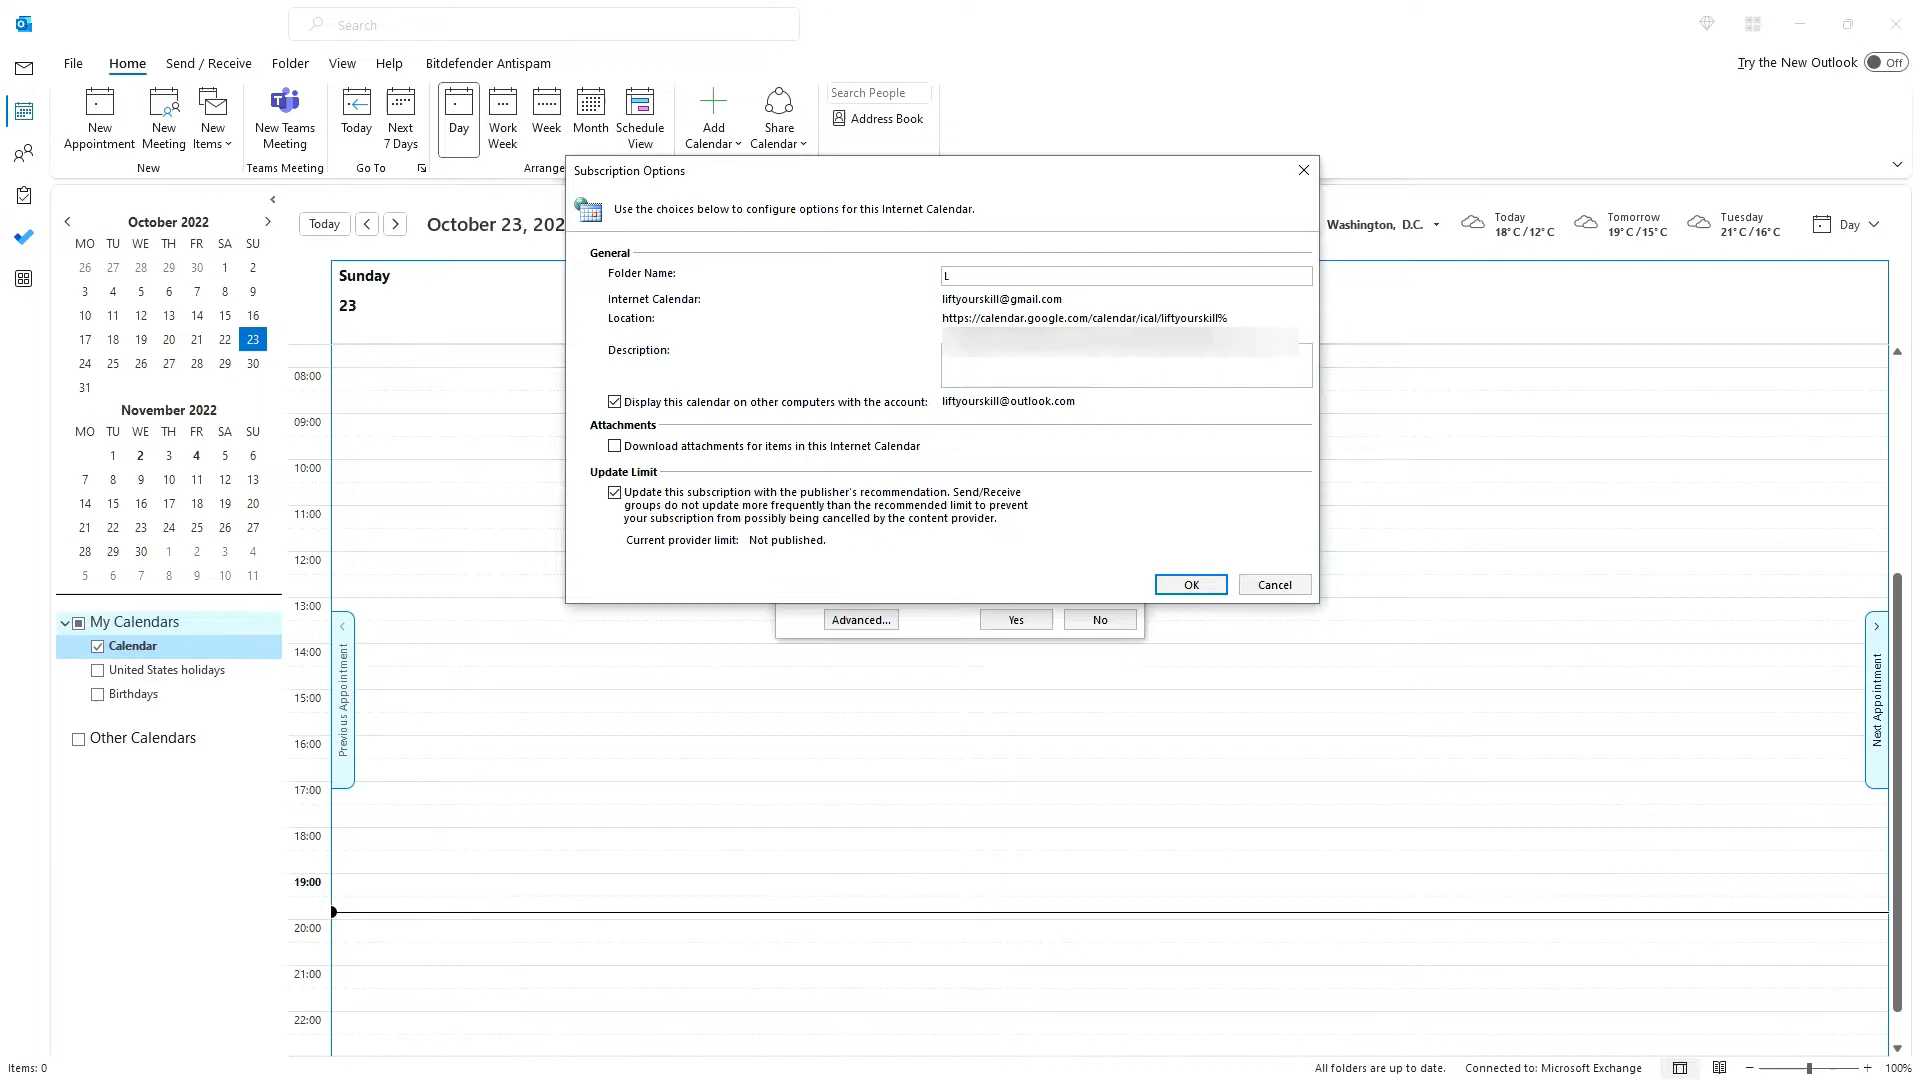 Search
File Home Send / Receive Folder View Help Bitdefender Antispam
Try the New Outlook Off
New Appointment
New Meeting
New Items
New
New Teams Meeting
Teams Meeting
Today
Next 7 Days
Go To
Day
Work Week
Week
Month
Schedule View
Arrange
Add Calendar
Share Calendar
Search People
Address Book
October 2022
MO TU WE TH FR SA SU
26 27 28 29 30 1 2
3 4 5 6 7 8 9
10 11 12 13 14 15 16
17 18 19 20 21 22 23
24 25 26 27 28 29 30
31
November 2022
MO TU WE TH FR SA SU
1 2 3 4 5 6
7 8 9 10 11 12 13
14 15 16 17 18 19 20
21 22 23 24 25 26 27
28 29 30 1 2 3 4
5 6 7 8 9 10 11
My Calendars
Calendar
United States holidays
Birthdays
Other Calendars
Today
October 23, 202
Washington, D.C.
Today
18°C/12°C
Tomorrow
19°C/15°C
Tuesday
21°C/16°C
Day
Sunday
23
08:00
09:00
10:00
11:00
12:00
13:00
14:00
15:00
16:00
17:00
18:00
19:00
20:00
21:00
22:00
Previous Appointment
Next Appointment
Subscription Options
Use the choices below to configure options for this Internet Calendar.
General
Folder Name: L
Internet Calendar: liftyourskill@gmail.com
Location: https://calendar.google.com/calendar/ical/liftyourskill%
Description:
Display this calendar on other computers with the account: liftyourskill@outlook.com
Attachments
Download attachments for items in this Internet Calendar
Update Limit
Update this subscription with the publisher's recommendation. Send/Receive
groups do not update more frequently than the recommended limit to prevent
your subscription from possibly being cancelled by the content provider.
Current provider limit: Not published.
OK Cancel
Advanced... Yes No
Items: 0
All folders are up to date. Connected to: Microsoft Exchange
100%